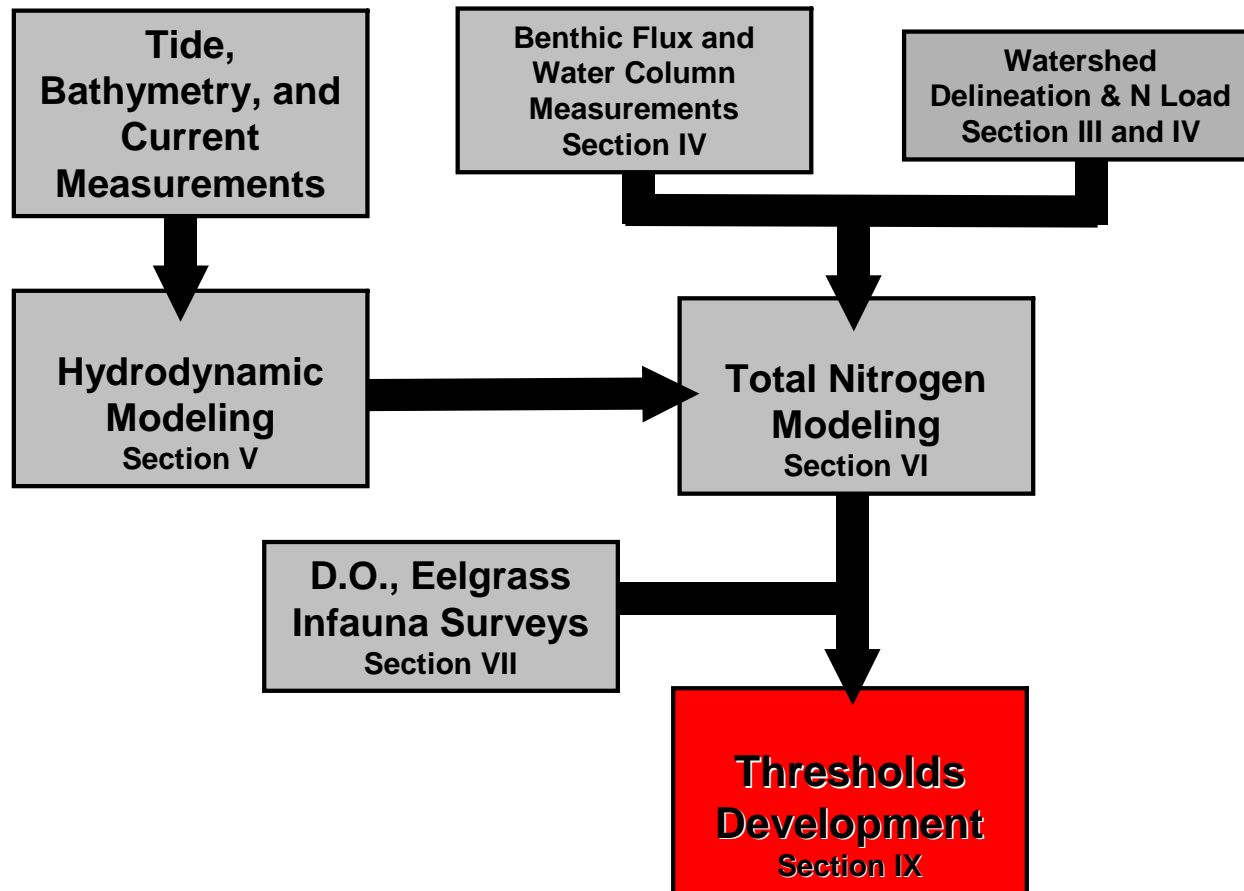 Tide,
Bathymetry, and
Current
Measurements
Benthic Flux and
Water Column
Measurements
Section IV
Watershed
Delineation & N Load
Section III and IV
Hydrodynamic
Modeling
Section V
Total Nitrogen
Modeling
Section VI
D.O., Eelgrass
Infauna Surveys
Section VII
Thresholds
Development
Section IX